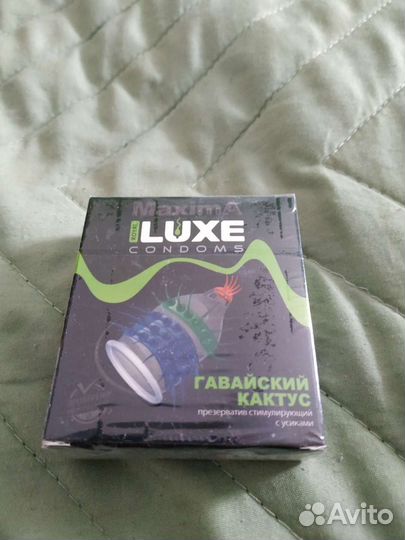 MaximA
LUXE
CONDOMS
ГАВАЙСКИЙ
КАКТУС
презерватив стимулирующий
с усиками
Avito